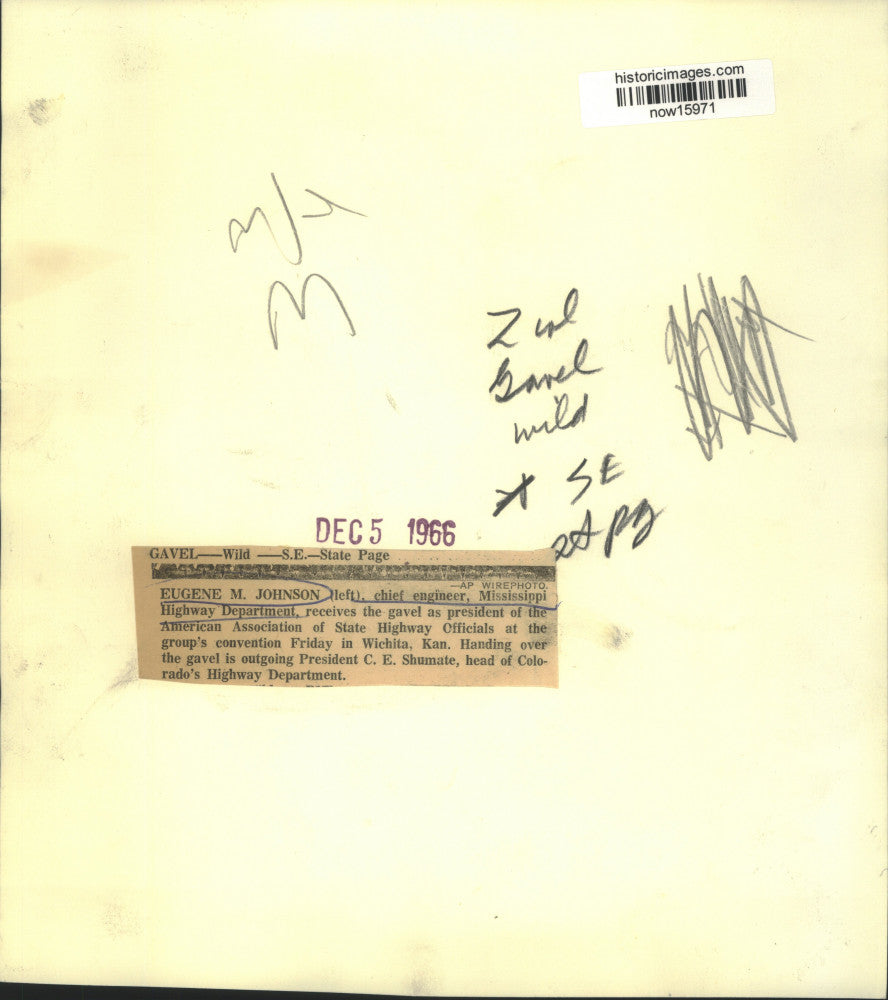 historicimages.com
now15971
2 col
Gavel
wild
SE
st pg
DEC 5 1966
GAVEL—Wild —S.E.—State Page
—AP WIREPHOTO.
EUGENE M. JOHNSON (left), chief engineer, Mississippi
Highway Department, receives the gavel as president of the
American Association of State Highway Officials at the
group's convention Friday in Wichita, Kan. Handing over
the gavel is outgoing President C. E. Shumate, head of Colo-
rado's Highway Department.